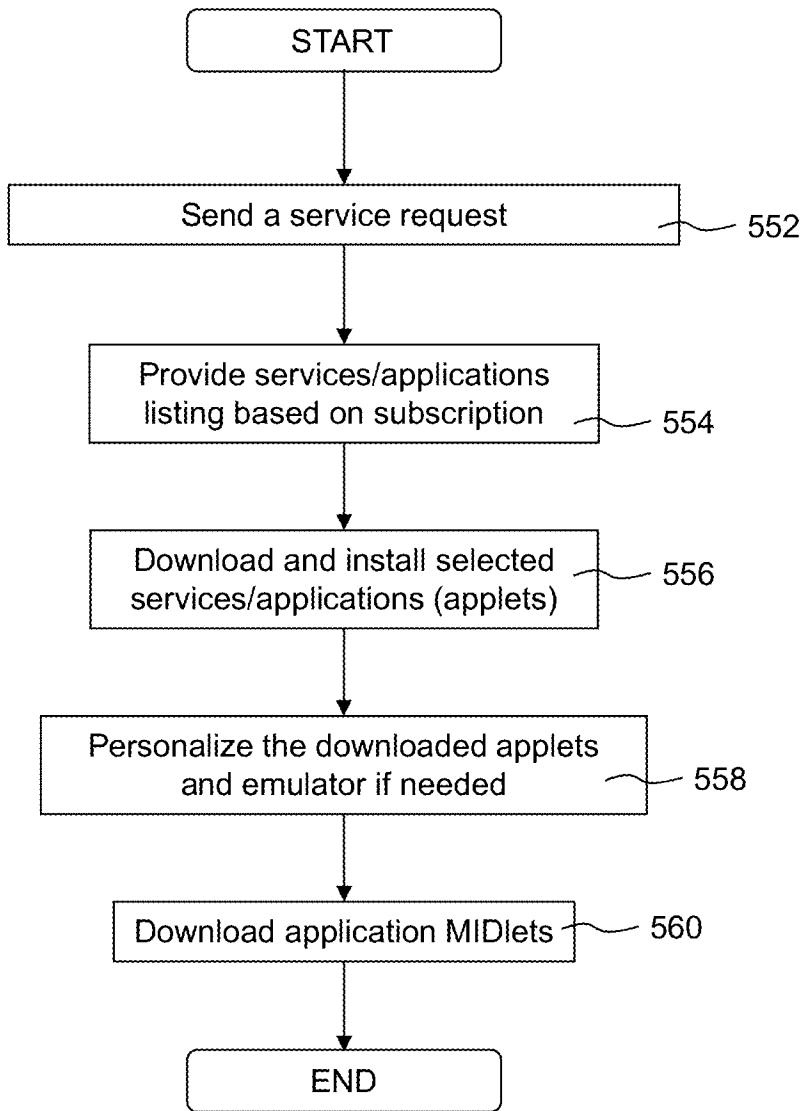 START
Send a service request
552
Provide services/applications
listing based on subscription
554
Download and install selected
services/applications (applets)
556
Personalize the downloaded applets
and emulator if needed
558
Download application MIDlets
560
END